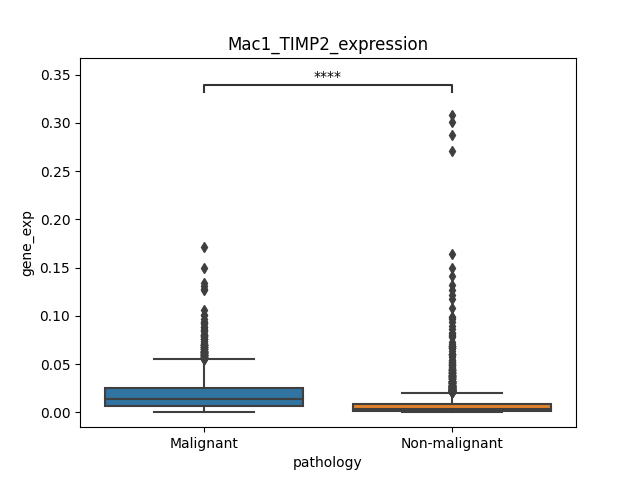 Mac1_TIMP2_expression
****
0.35
0.30
0.25
0.20
0.15
0.10
0.05
0.00
gene_exp
Malignant
Non-malignant
pathology